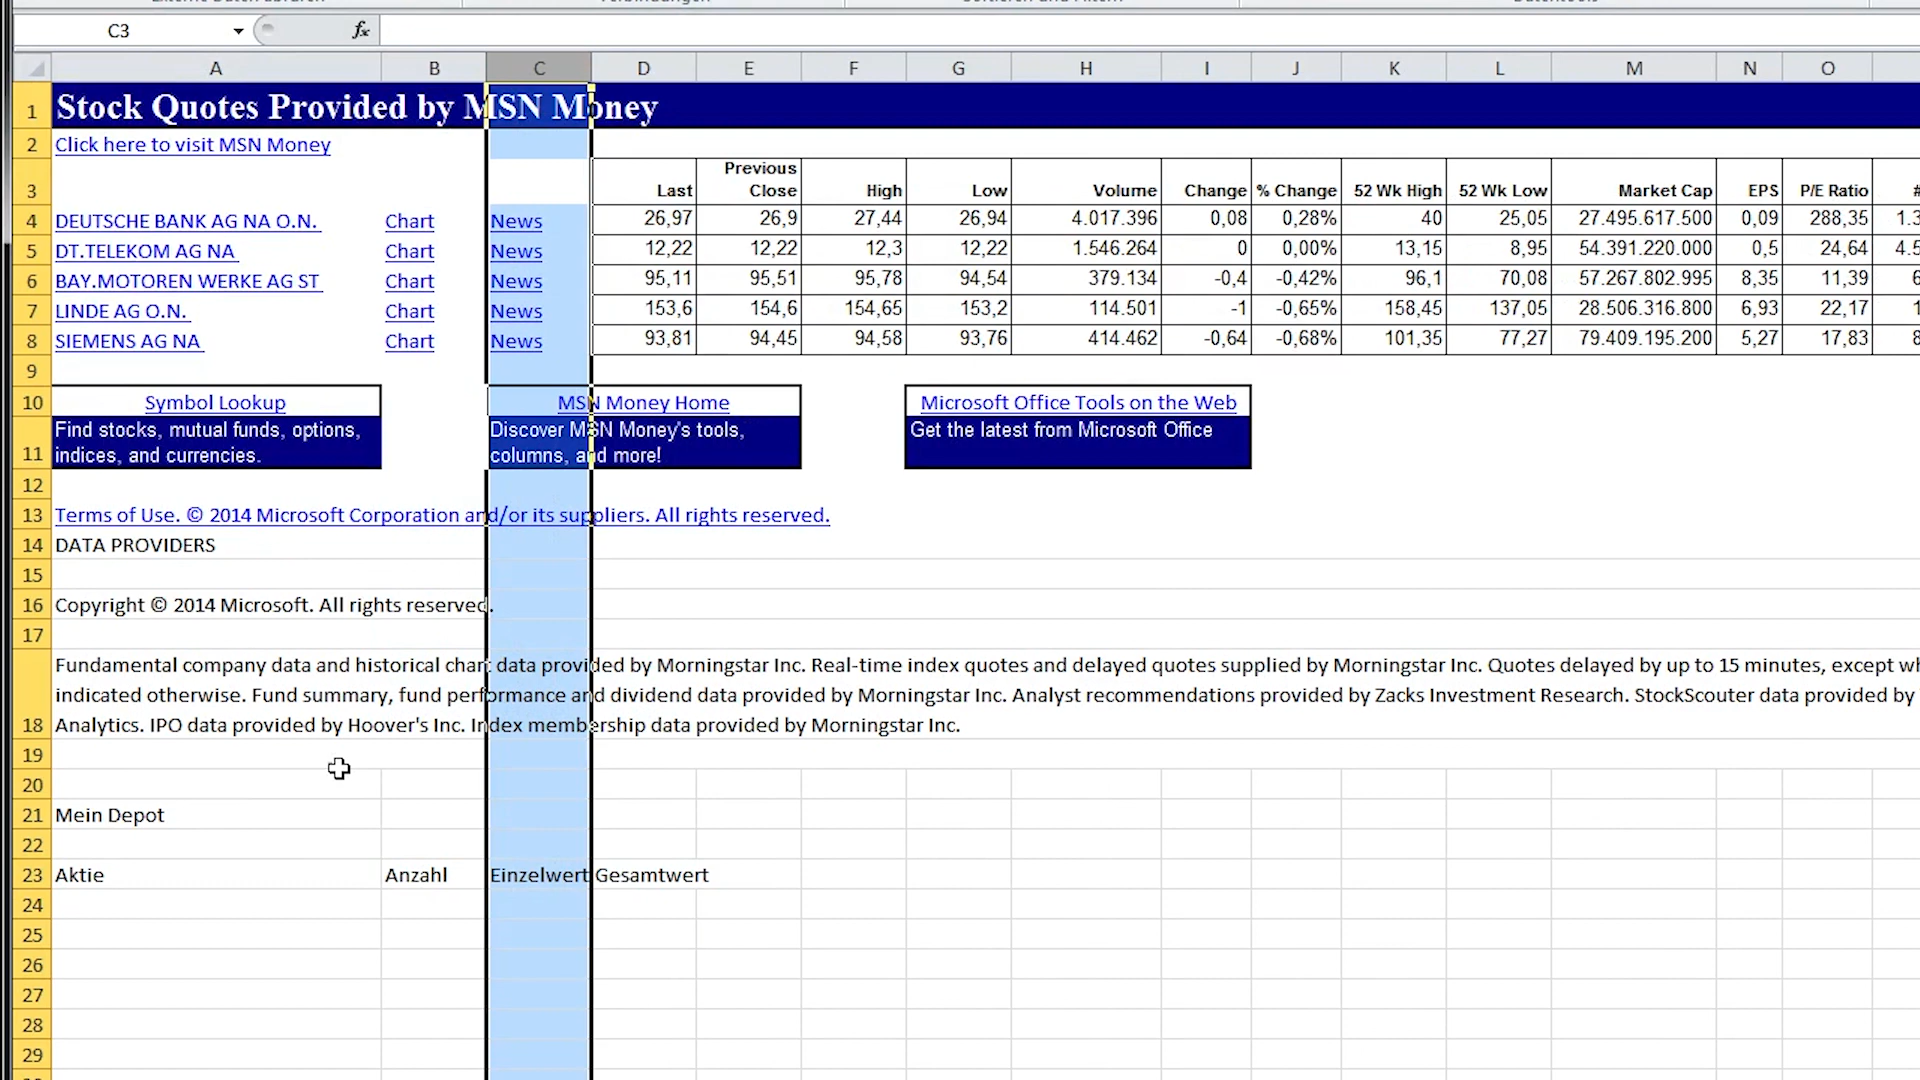 C3
fx
A B C D E F G H I J K L M N O
1 Stock Quotes Provided by MSN Money
2 Click here to visit MSN Money
3 Last Previous Close High Low Volume Change % Change 52 Wk High 52 Wk Low Market Cap EPS P/E Ratio #
4 DEUTSCHE BANK AG NA O.N. Chart News 26,97 26,9 27,44 26,94 4.017.396 0,08 0,28% 40 25,05 27.495.617.500 0,09 288,35 1.3
5 DT.TELEKOM AG NA Chart News 12,22 12,22 12,3 12,22 1.546.264 0 0,00% 13,15 8,95 54.391.220.000 0,5 24,64 4.5
6 BAY.MOTOREN WERKE AG ST Chart News 95,11 95,51 95,78 94,54 379.134 -0,4 -0,42% 96,1 70,08 57.267.802.995 8,35 11,39
7 LINDE AG O.N. Chart News 153,6 154,6 154,65 153,2 114.501 -1 -0,65% 158,45 137,05 28.506.316.800 6,93 22,17
8 SIEMENS AG NA Chart News 93,81 94,45 94,58 93,76 414.462 -0,64 -0,68% 101,35 77,27 79.409.195.200 5,27 17,83
9
10 Symbol Lookup MSN Money Home Microsoft Office Tools on the Web
Find stocks, mutual funds, options, Discover MSN Money's tools, Get the latest from Microsoft Office
11 indices, and currencies. columns, and more!
12
13 Terms of Use. © 2014 Microsoft Corporation and/or its suppliers. All rights reserved.
14 DATA PROVIDERS
15
16 Copyright © 2014 Microsoft. All rights reserved.
17
Fundamental company data and historical chart data provided by Morningstar Inc. Real-time index quotes and delayed quotes supplied by Morningstar Inc. Quotes delayed by up to 15 minutes, except
indicated otherwise. Fund summary, fund performance and dividend data provided by Morningstar Inc. Analyst recommendations provided by Zacks Investment Research. StockScouter data provided by
18 Analytics. IPO data provided by Hoover's Inc. Index membership data provided by Morningstar Inc.
19
20
21 Mein Depot
22
23 Aktie Anzahl Einzelwert Gesamtwert
24
25
26
27
28
29